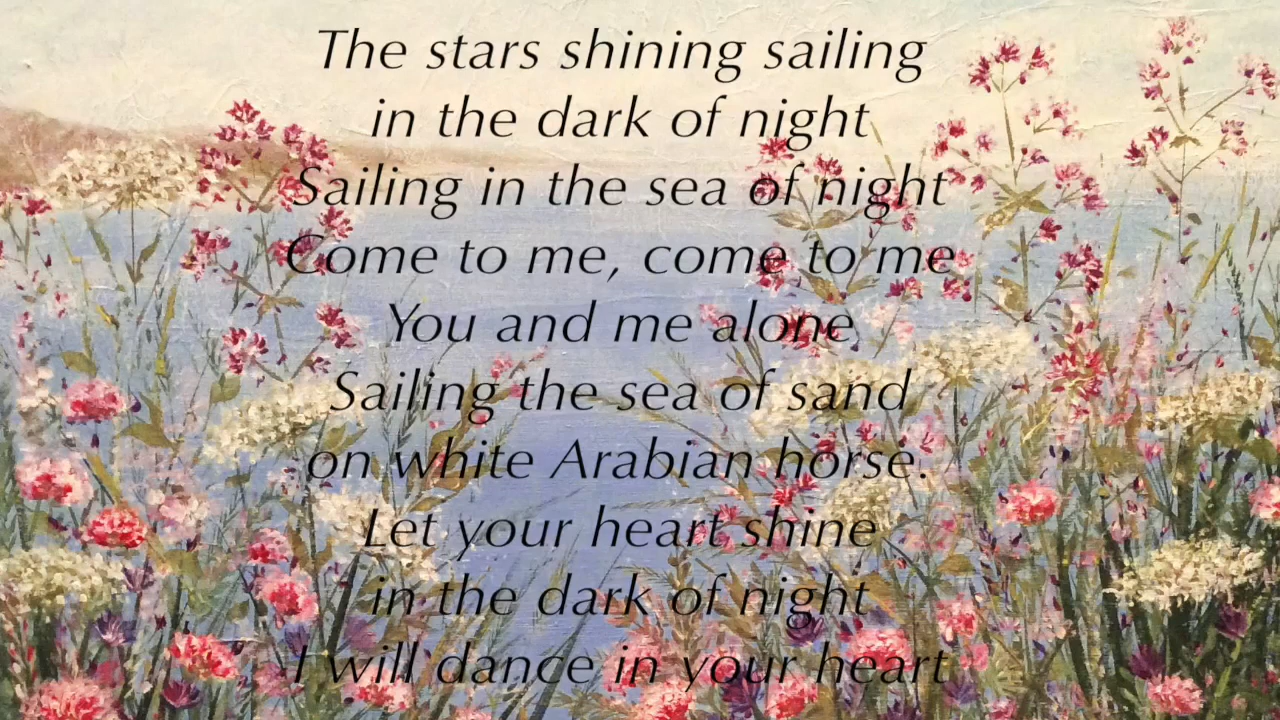 The stars shining sailing
in the dark of night
Sailing in the sea of night
Come to me, come to me
You and me alone
Sailing the sea of sand
on white Arabian horse.
Let your heart shine
in the dark of night
I will dance in your heart